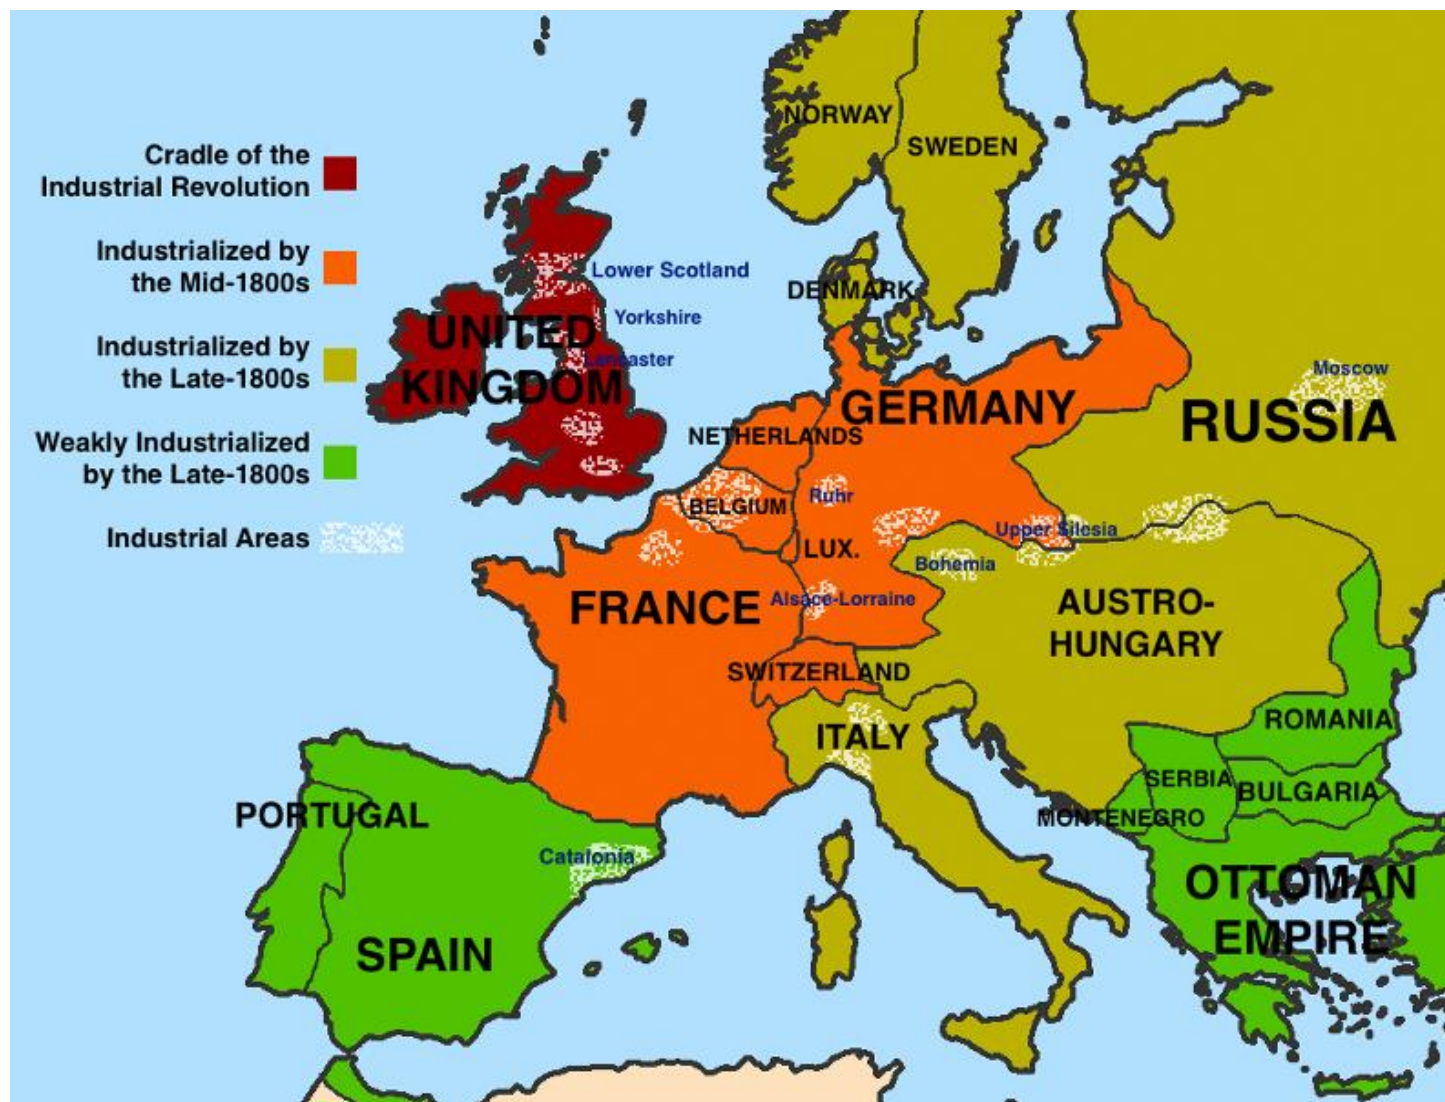 Cradle of the
Industrial Revolution
Industrialized by
the Mid-1800s
Industrialized by
the Late-1800s
Weakly Industrialized
by the Late-1800s
Industrial Areas
NORWAY
SWEDEN
DENMARK
Lower Scotland
Yorkshire
Lancaster
UNITED
KINGDOM
Moscow
RUSSIA
GERMANY
NETHERLANDS
Ruhr
BELGIUM
Upper Silesia
LUX.
Bohemia
FRANCE
Alsace-Lorraine
AUSTRO-
HUNGARY
SWITZERLAND
ITALY
ROMANIA
SERBIA
BULGARIA
MONTENEGRO
PORTUGAL
Catalonia
SPAIN
OTTOMAN
EMPIRE